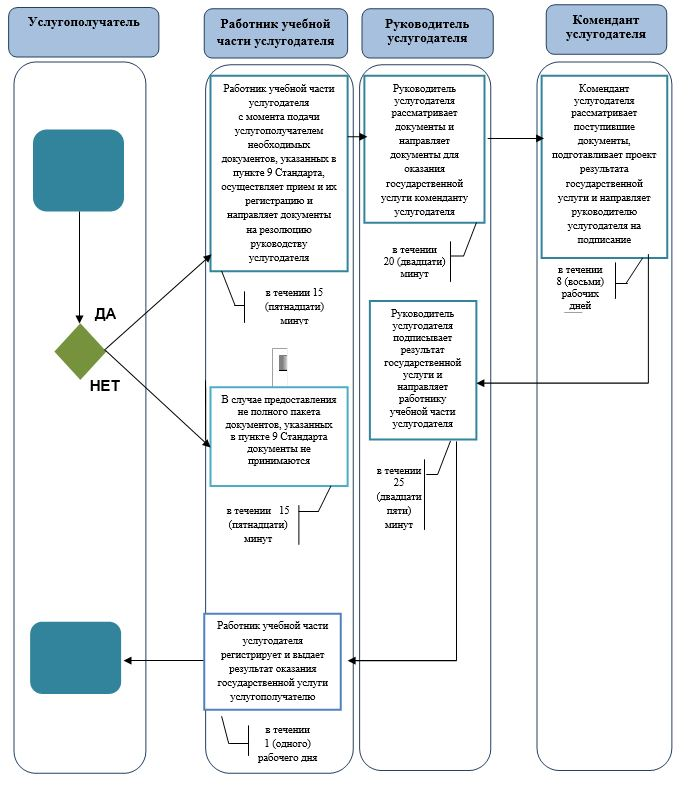 Услугополучатель
Работник учебной
части услугодателя
Руководитель
услугодателя
Комендант
услугодателя
Работник учебной части
услугодателя
с момента подачи
услугополучателем
необходимых
документов, указанных в
пункте 9 Стандарта,
осуществляет прием и их
регистрацию и
направляет документы
на резолюцию
руководству
услугодателя
Руководитель
услугодателя
рассматривает
документы и
направляет
документы для
оказания
государственной
услуги коменданту
услугодателя
Комендант
услугодателя
рассматривает
поступившие
документы,
подготавливает проект
результата
государственной
услуги и направляет
руководителю
услугодателя на
подписание
в течении 15
(пятнадцати)
минут
в течении
20 (двадцати)
минут
в течении
8 (восьми)
рабочих
дней
ДА
НЕТ
Руководитель
услугодателя
подписывает
результат
государственной
услуги и
направляет
работнику
учебной части
услугодателя
В случае предоставления
не полного пакета
документов, указанных
в пункте 9 Стандарта
документы не
принимаются
в течении 15
(пятнадцати)
минут
в течении
25
(двадцати
пяти)
минут
Работник учебной части
услугодателя
регистрирует и выдает
результат оказания
государственной услуги
услугополучателю
в течении
1 (одного)
рабочего дня